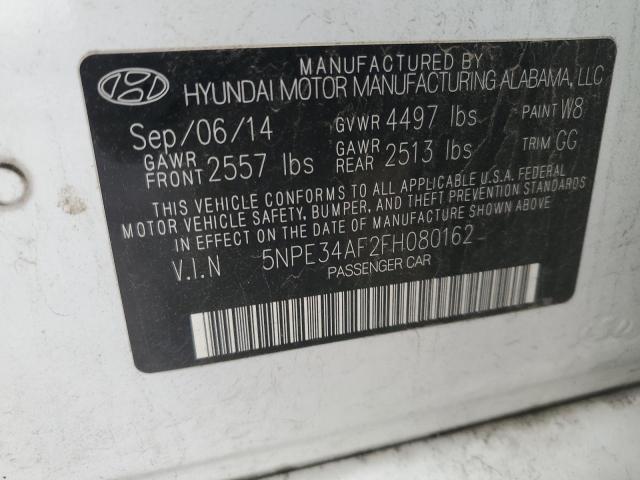 MANUFACTURED BY
HYUNDAI MOTOR MANUFACTURING ALABAMA, LLC
Sep/06/14 GVWR 4497 lbs PAINT W8
GAWR FRONT 2557 lbs GAWR REAR 2513 lbs TRIM GG
THIS VEHICLE CONFORMS TO ALL APPLICABLE U.S.A. FEDERAL
MOTOR VEHICLE SAFETY, BUMPER, AND THEFT PREVENTION STANDARDS
IN EFFECT ON THE DATE OF MANUFACTURE SHOWN ABOVE
V.I.N 5NPE34AF2FH080162
PASSENGER CAR